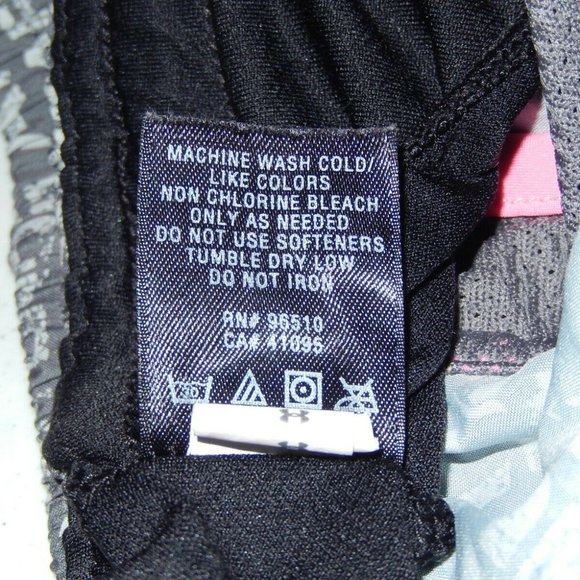 MACHINE WASH COLD/
LIKE COLORS
NON CHLORINE BLEACH
ONLY AS NEEDED
DO NOT USE SOFTENERS
TUMBLE DRY LOW
DO NOT IRON
RN# 96510
CA# 41096